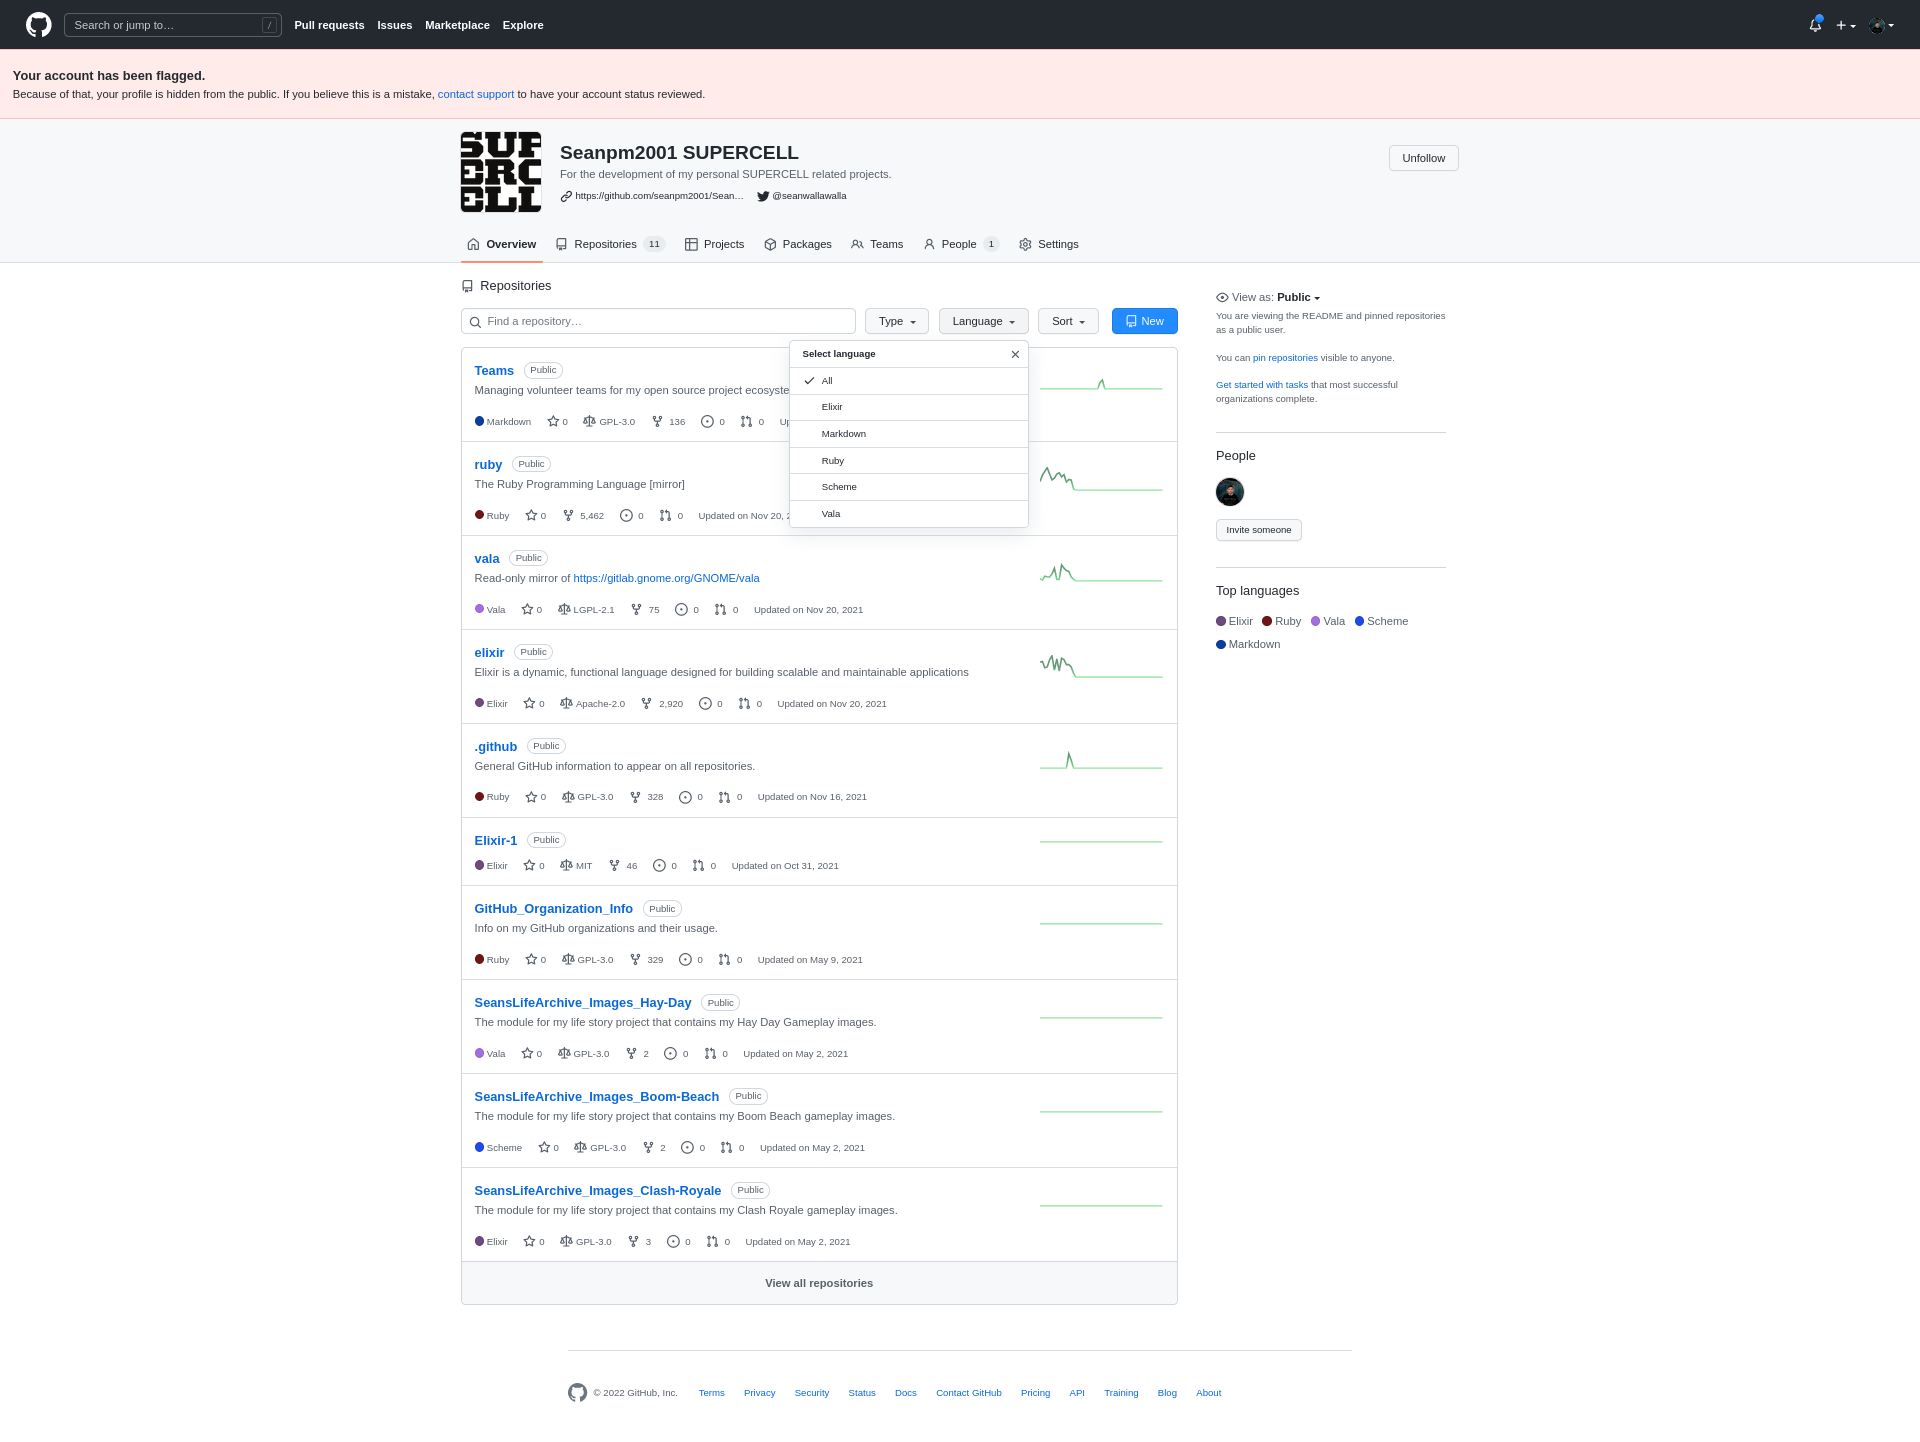 Search or jump to… /
Pull requests Issues Marketplace Explore
Your account has been flagged.
Because of that, your profile is hidden from the public. If you believe this is a mistake, contact support to have your account status reviewed.
SUP
ERC
ELL
Seanpm2001 SUPERCELL
For the development of my personal SUPERCELL related projects.
https://github.com/seanpm2001/Sean… @seanwallawalla
Unfollow
Overview Repositories 11 Projects Packages Teams People 1 Settings
Repositories
Find a repository… Type Language Sort New
Select language
All
Elixir
Markdown
Ruby
Scheme
Vala
Teams Public
Managing volunteer teams for my open source project ecosyste
Markdown 0 GPL-3.0 136 0 0
ruby Public
The Ruby Programming Language [mirror]
Ruby 0 5,462 0 0 Updated on Nov 20,
vala Public
Read-only mirror of https://gitlab.gnome.org/GNOME/vala
Vala 0 LGPL-2.1 75 0 0 Updated on Nov 20, 2021
elixir Public
Elixir is a dynamic, functional language designed for building scalable and maintainable applications
Elixir 0 Apache-2.0 2,920 0 0 Updated on Nov 20, 2021
.github Public
General GitHub information to appear on all repositories.
Ruby 0 GPL-3.0 328 0 0 Updated on Nov 16, 2021
Elixir-1 Public
Elixir 0 MIT 46 0 0 Updated on Oct 31, 2021
GitHub_Organization_Info Public
Info on my GitHub organizations and their usage.
Ruby 0 GPL-3.0 329 0 0 Updated on May 9, 2021
SeansLifeArchive_Images_Hay-Day Public
The module for my life story project that contains my Hay Day Gameplay images.
Vala 0 GPL-3.0 2 0 0 Updated on May 2, 2021
SeansLifeArchive_Images_Boom-Beach Public
The module for my life story project that contains my Boom Beach gameplay images.
Scheme 0 GPL-3.0 2 0 0 Updated on May 2, 2021
SeansLifeArchive_Images_Clash-Royale Public
The module for my life story project that contains my Clash Royale gameplay images.
Elixir 0 GPL-3.0 3 0 0 Updated on May 2, 2021
View all repositories
View as: Public
You are viewing the README and pinned repositories
as a public user.
You can pin repositories visible to anyone.
Get started with tasks that most successful
organizations complete.
People
Invite someone
Top languages
Elixir Ruby Vala Scheme
Markdown
© 2022 GitHub, Inc. Terms Privacy Security Status Docs Contact GitHub Pricing API Training Blog About